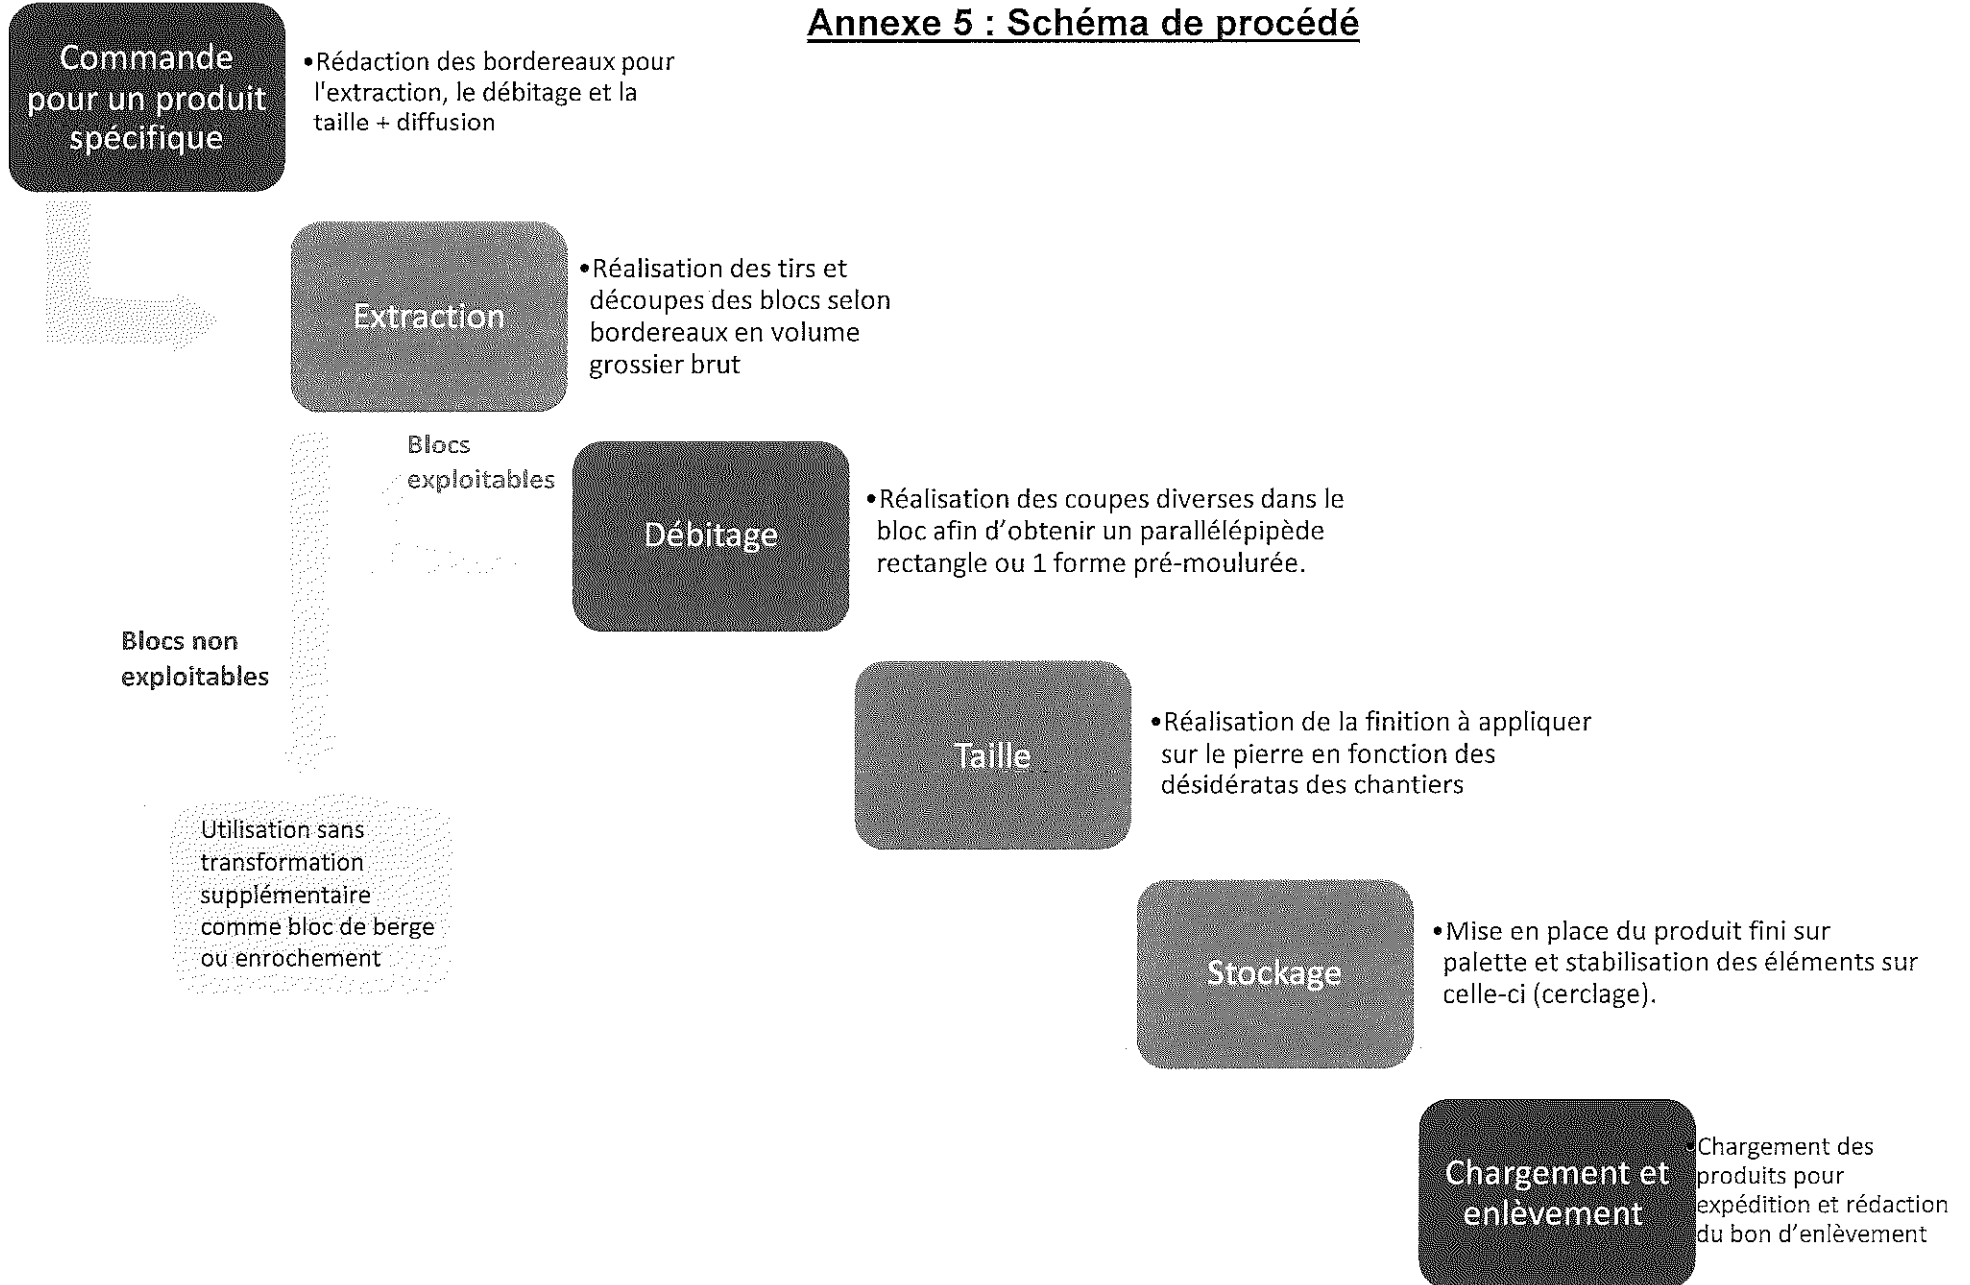 Annexe 5 : Schéma de procédé
Commande
pour un produit
spécifique
•Rédaction des bordereaux pour
l'extraction, le débitage et la
taille + diffusion
Extraction
•Réalisation des tirs et
découpes des blocs selon
bordereaux en volume
grossier brut
Blocs
exploitables
Débitage
•Réalisation des coupes diverses dans le
bloc afin d’obtenir un parallélépipède
rectangle ou 1 forme pré-moulurée.
Blocs non
exploitables
Taille
•Réalisation de la finition à appliquer
sur le pierre en fonction des
désidératas des chantiers
Utilisation sans
transformation
supplémentaire
comme bloc de berge
ou enrochement
Stockage
•Mise en place du produit fini sur
palette et stabilisation des éléments sur
celle-ci (cerclage).
Chargement et
enlèvement
•Chargement des
produits pour
expédition et rédaction
du bon d’enlèvement